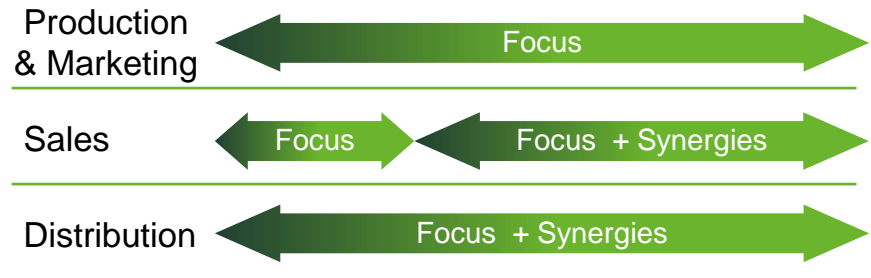 Production
& Marketing
Focus
Sales
Focus
Focus + Synergies
Distribution
Focus + Synergies